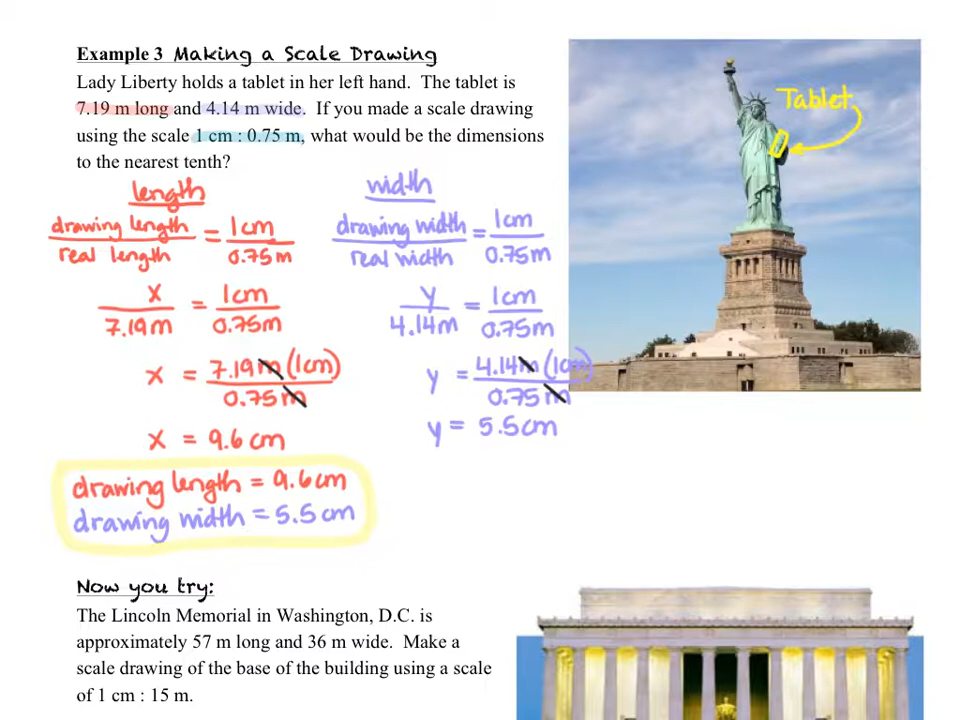 Example 3 Making a Scale Drawing
Lady Liberty holds a tablet in her left hand. The tablet is
7.19 m long and 4.14 m wide. If you made a scale drawing
using the scale 1 cm : 0.75 m, what would be the dimensions
to the nearest tenth?
Tablet
length
drawing length / real length = 1cm / 0.75m
x / 7.19m = 1cm / 0.75m
x = 7.19m(1cm) / 0.75m
x = 9.6 cm
width
drawing width / real width = 1cm / 0.75m
y / 4.14m = 1cm / 0.75m
y = 4.14m(1cm) / 0.75m
y = 5.5cm
drawing length = 9.6cm
drawing width = 5.5cm
Now you try:
The Lincoln Memorial in Washington, D.C. is
approximately 57 m long and 36 m wide. Make a
scale drawing of the base of the building using a scale
of 1 cm : 15 m.